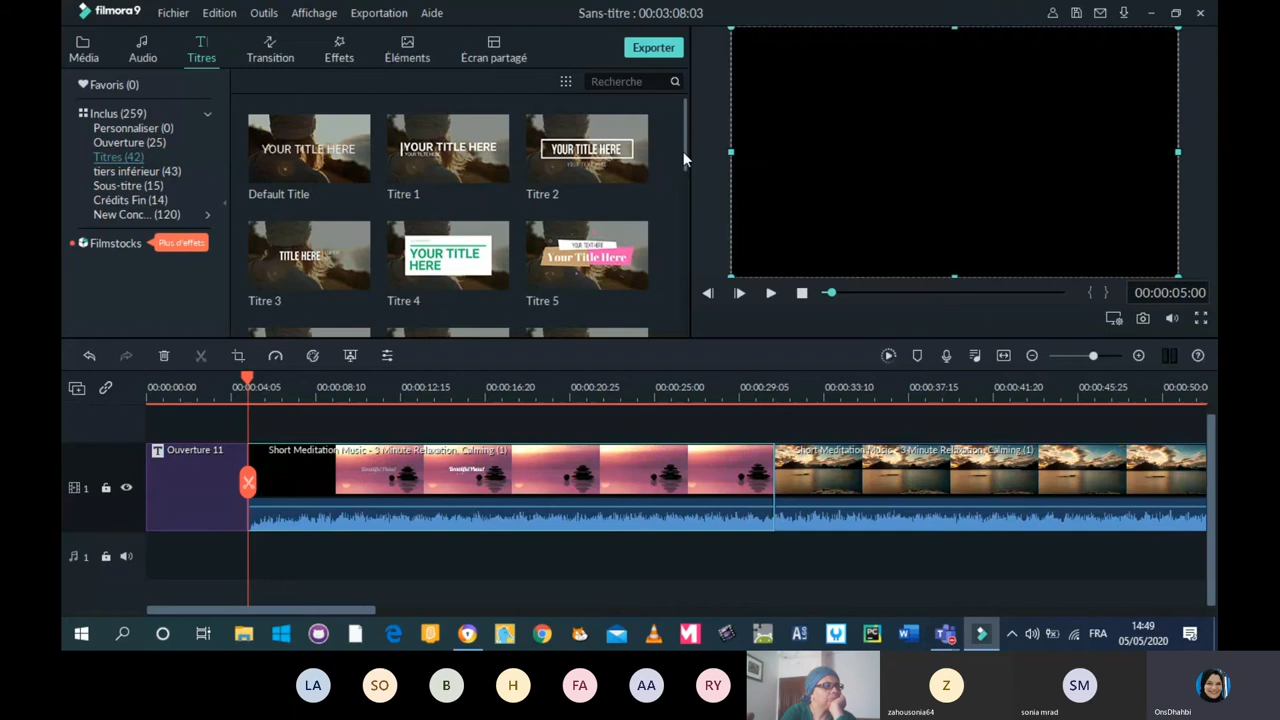 filmora9
Fichier Edition Outils Affichage Exportation Aide
Sans-titre : 00:03:08:03
Média Audio Titres Transition Effets Éléments Écran partagé
Exporter
Favoris (0)
Recherche
Inclus (259)
Personnaliser (0)
Ouverture (25)
Titres (42)
tiers inférieur (43)
Sous-titre (15)
Crédits Fin (14)
New Conc... (120)
Filmstocks Plus d'effets
YOUR TITLE HERE
Default Title
YOUR TITLE HERE
Titre 1
YOUR TITLE HERE
Titre 2
TITLE HERE
Titre 3
YOUR TITLE
HERE
Titre 4
YOUR TEXT HERE
Your Title Here
Titre 5
00:00:05:00
00:00:00:00 00:00:04:05 00:00:08:10 00:00:12:15 00:00:16:20 00:00:20:25 00:00:25:00 00:00:29:05 00:00:33:10 00:00:37:15 00:00:41:20 00:00:45:25 00:00:50:0
T Ouverture 11
Short Meditation Music - 3 Minute Relaxation, Calming (1)
Short Meditation Music - 3 Minute Relaxation, Calming (1)
1
1
FRA
14:49
05/05/2020
LA SO B H FA AA RY Z SM
zahousonia64
sonia mrad
OnsDhahbi